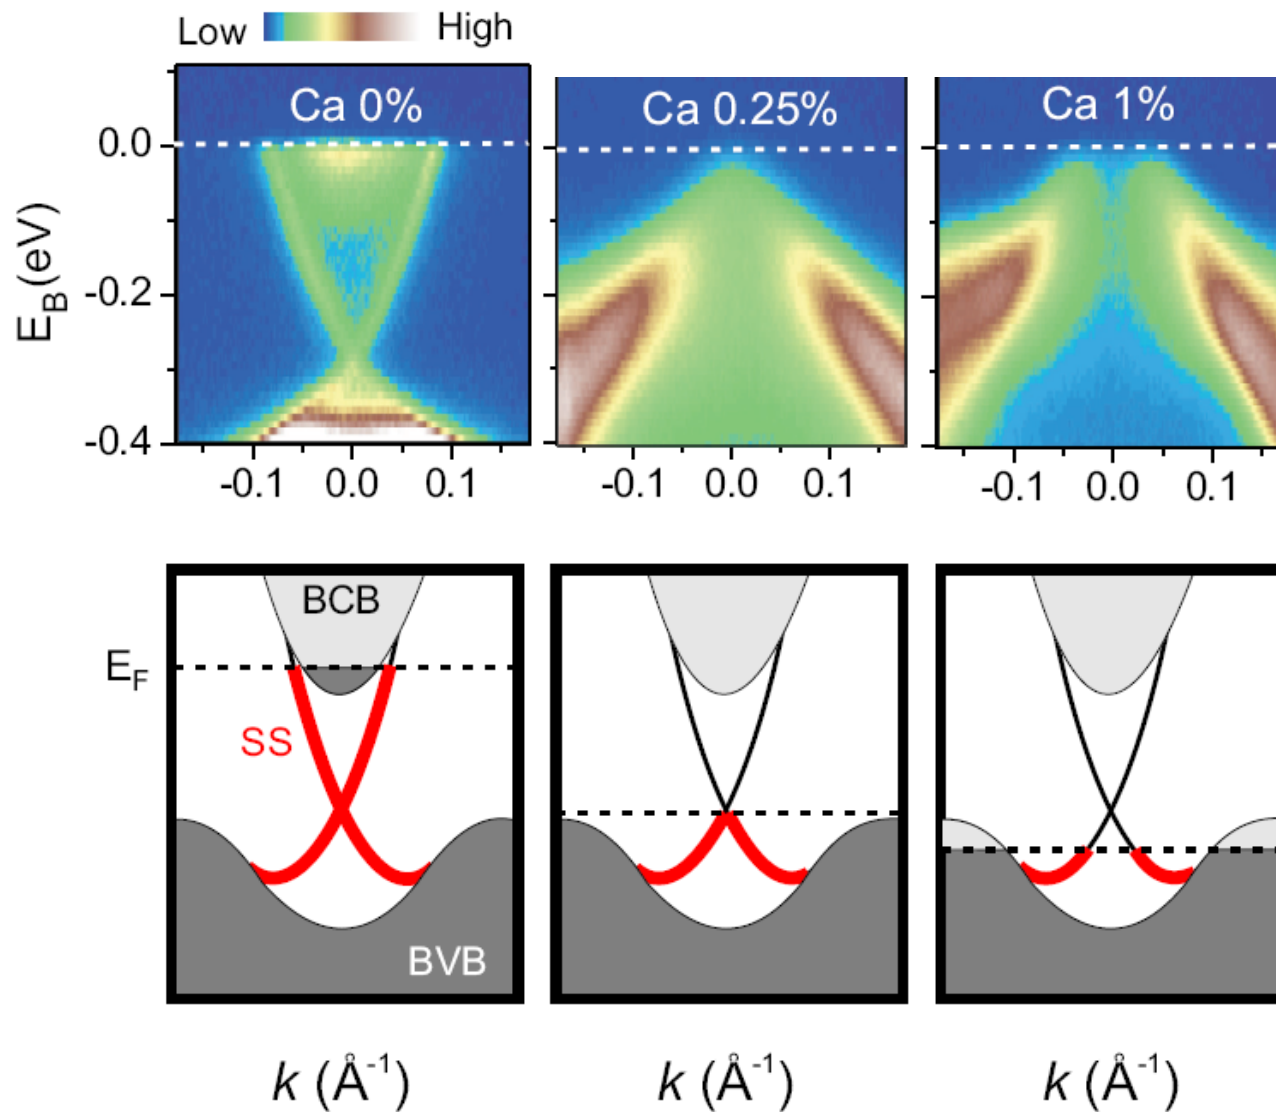 Low High
Ca 0% Ca 0.25% Ca 1%
0.0
-0.2
-0.4
E_B(eV)
-0.1 0.0 0.1 -0.1 0.0 0.1 -0.1 0.0 0.1
BCB
E_F
SS
BVB
k (Å⁻¹) k (Å⁻¹) k (Å⁻¹)